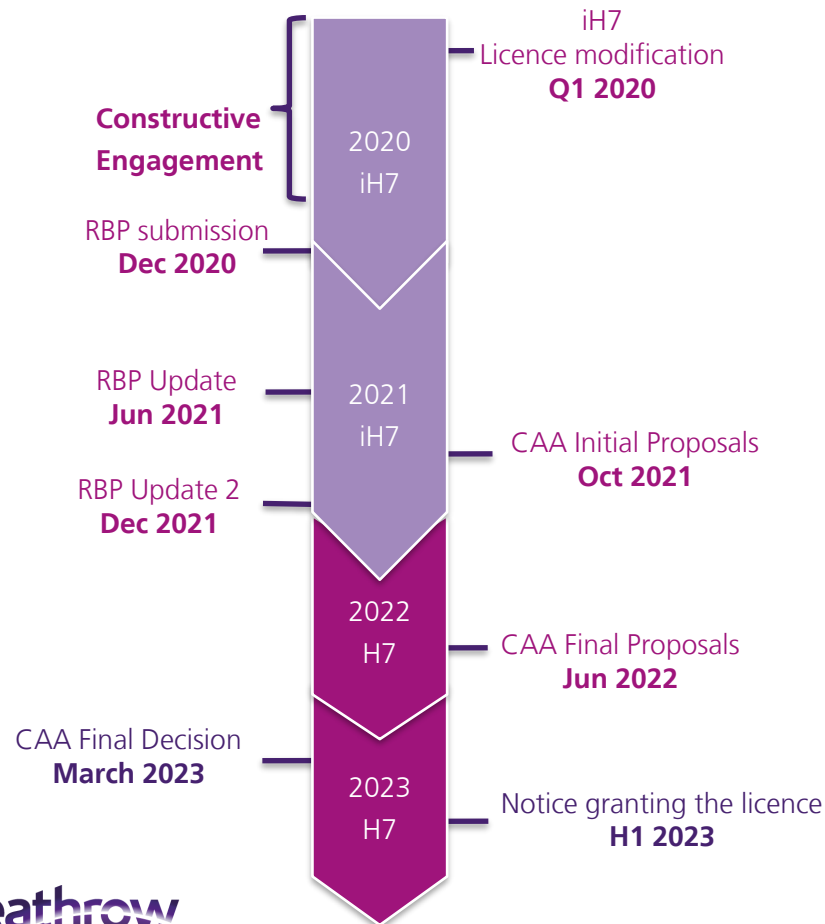 iH7
Licence modification
Q1 2020
Constructive
Engagement
2020
iH7
RBP submission
Dec 2020
RBP Update
Jun 2021
2021
iH7
CAA Initial Proposals
Oct 2021
RBP Update 2
Dec 2021
2022
H7
CAA Final Proposals
Jun 2022
CAA Final Decision
March 2023
2023
H7
Notice granting the licence
H1 2023
eathrow